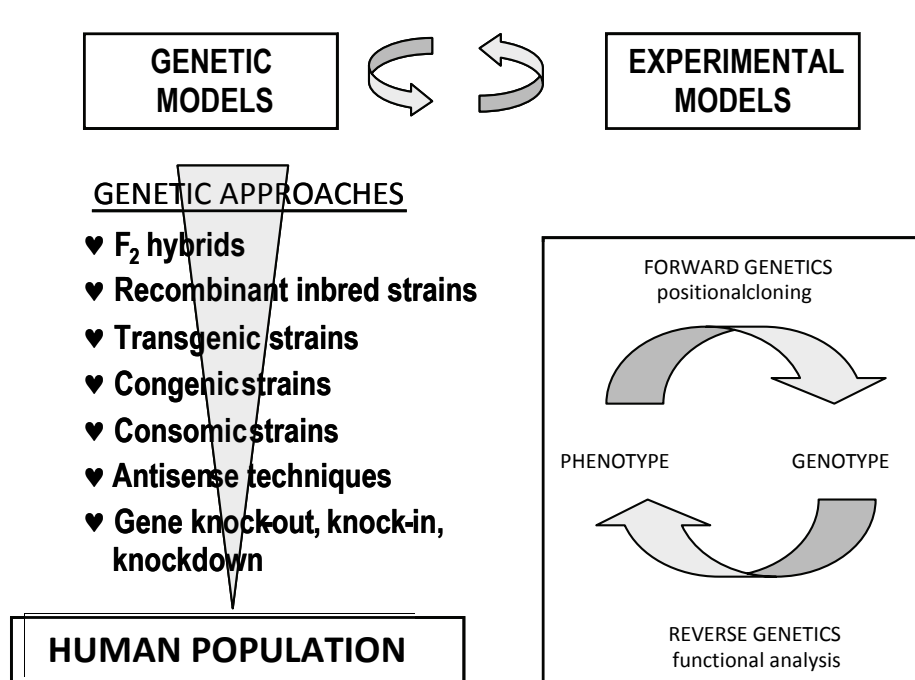 GENETIC
MODELS
EXPERIMENTAL
MODELS
GENETIC APPROACHES
♥ F₂ hybrids
♥ Recombinant inbred strains
♥ Transgenic strains
♥ Congenicstrains
♥ Consomicstrains
♥ Antisense techniques
♥ Gene knock-out, knock-in,
knockdown
HUMAN POPULATION
FORWARD GENETICS
positionalcloning
PHENOTYPE
GENOTYPE
REVERSE GENETICS
functional analysis